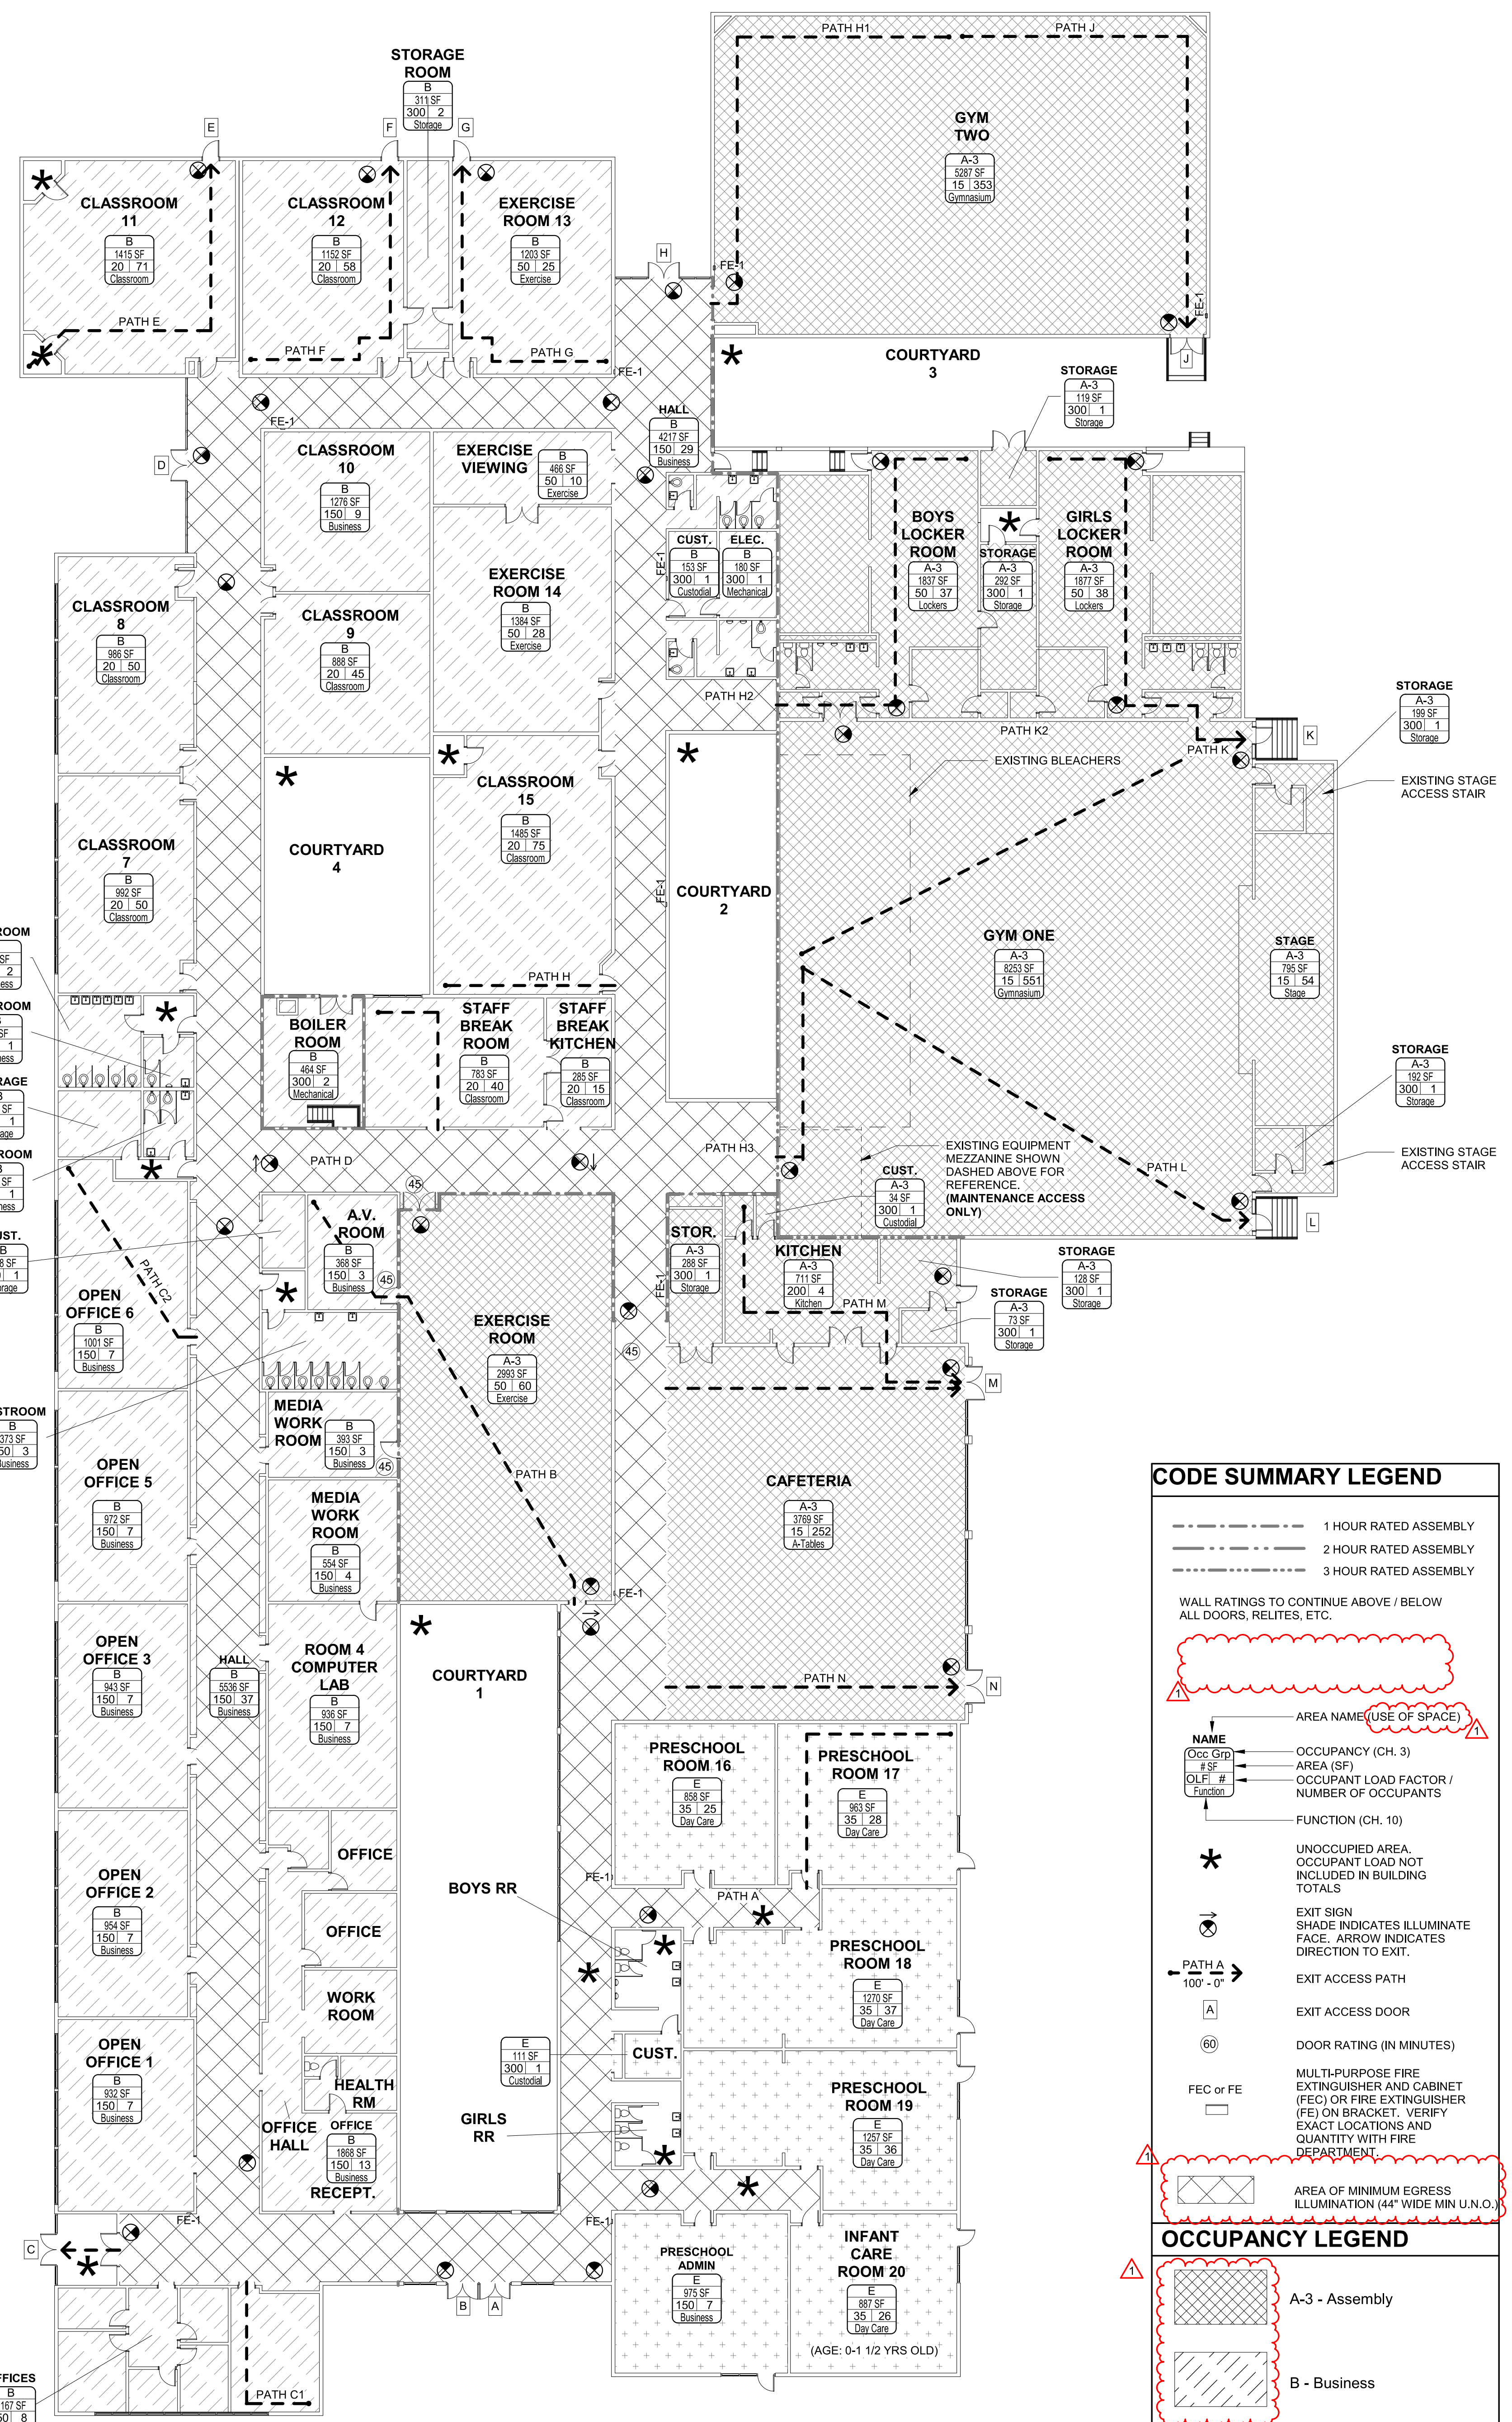 PATH H1
PATH J
STORAGE
ROOM
B
311 SF
300 2
Storage
GYM
TWO
A-3
5287 SF
15 353
Gymnasium
E
F
G
H
FE-1
FE-1
J
CLASSROOM
11
B
1415 SF
20 71
Classroom
PATH E
CLASSROOM
12
B
1152 SF
20 58
Classroom
PATH F
EXERCISE
ROOM 13
B
1203 SF
50 25
Exercise
PATH G
FE-1
COURTYARD
3
STORAGE
A-3
119 SF
300 1
Storage
HALL
B
4217 SF
150 29
Business
FE-1
D
CLASSROOM
10
B
1276 SF
150 9
Business
EXERCISE
VIEWING
B
466 SF
50 10
Exercise
CUST.
B
153 SF
300 1
Custodial
ELEC.
B
180 SF
300 1
Mechanical
FE-1
BOYS
LOCKER
ROOM
A-3
1837 SF
50 37
Lockers
STORAGE
A-3
292 SF
300 1
Storage
GIRLS
LOCKER
ROOM
A-3
1877 SF
50 38
Lockers
EXERCISE
ROOM 14
B
1384 SF
50 28
Exercise
CLASSROOM
8
B
986 SF
20 50
Classroom
CLASSROOM
9
B
888 SF
20 45
Classroom
PATH H2
PATH K2
PATH K
K
STORAGE
A-3
199 SF
300 1
Storage
EXISTING BLEACHERS
EXISTING STAGE
ACCESS STAIR
CLASSROOM
15
B
1485 SF
20 75
Classroom
CLASSROOM
7
B
992 SF
20 50
Classroom
COURTYARD
4
COURTYARD
2
FE-1
GYM ONE
A-3
8253 SF
15 551
Gymnasium
STAGE
A-3
795 SF
15 54
Stage
PATH H
BOILER
ROOM
B
464 SF
300 2
Mechanical
STAFF
BREAK
ROOM
B
783 SF
20 40
Classroom
STAFF
BREAK
KITCHEN
B
285 SF
20 15
Classroom
STORAGE
A-3
192 SF
300 1
Storage
EXISTING STAGE
ACCESS STAIR
PATH D
PATH H3
EXISTING EQUIPMENT
MEZZANINE SHOWN
DASHED ABOVE FOR
REFERENCE.
(MAINTENANCE ACCESS
ONLY)
PATH L
L
CUST.
A-3
34 SF
300 1
Custodial
45
A.V.
ROOM
B
368 SF
150 3
Business
45
STOR.
A-3
288 SF
300 1
Storage
FE-1
KITCHEN
A-3
711 SF
200 4
Kitchen
PATH M
STORAGE
A-3
128 SF
300 1
Storage
STORAGE
A-3
73 SF
300 1
Storage
PATH C2
OPEN
OFFICE 6
B
1001 SF
150 7
Business
EXERCISE
ROOM
A-3
2993 SF
50 60
Exercise
45
M
MEDIA
WORK
ROOM
B
393 SF
150 3
Business
45
PATH B
OPEN
OFFICE 5
B
972 SF
150 7
Business
MEDIA
WORK
ROOM
B
554 SF
150 4
Business
CAFETERIA
A-3
3769 SF
15 252
A-Tables
FE-1
OPEN
OFFICE 3
B
943 SF
150 7
Business
HALL
B
5536 SF
150 37
Business
ROOM 4
COMPUTER
LAB
B
936 SF
150 7
Business
COURTYARD
1
PATH N
N
PRESCHOOL
ROOM 16
E
858 SF
35 25
Day Care
PRESCHOOL
ROOM 17
E
963 SF
35 28
Day Care
OPEN
OFFICE 2
B
954 SF
150 7
Business
OFFICE
OFFICE
WORK
ROOM
BOYS RR
FE-1
PATH A
PRESCHOOL
ROOM 18
E
1270 SF
35 37
Day Care
OPEN
OFFICE 1
B
932 SF
150 7
Business
HEALTH
RM
OFFICE
HALL
OFFICE
B
1868 SF
150 13
Business
RECEPT.
E
111 SF
300 1
Custodial
CUST.
GIRLS
RR
PRESCHOOL
ROOM 19
E
1257 SF
35 36
Day Care
FE-1
FE-1
C
B
A
PRESCHOOL
ADMIN
E
975 SF
150 7
Business
INFANT
CARE
ROOM 20
E
887 SF
35 26
Day Care
(AGE: 0-1 1/2 YRS OLD)
PATH C1
CODE SUMMARY LEGEND
1 HOUR RATED ASSEMBLY
2 HOUR RATED ASSEMBLY
3 HOUR RATED ASSEMBLY
WALL RATINGS TO CONTINUE ABOVE / BELOW
ALL DOORS, RELITES, ETC.
1
AREA NAME (USE OF SPACE)
1
NAME
Occ Grp
# SF
OLF #
Function
OCCUPANCY (CH. 3)
AREA (SF)
OCCUPANT LOAD FACTOR /
NUMBER OF OCCUPANTS
FUNCTION (CH. 10)
UNOCCUPIED AREA.
OCCUPANT LOAD NOT
INCLUDED IN BUILDING
TOTALS
EXIT SIGN
SHADE INDICATES ILLUMINATE
FACE. ARROW INDICATES
DIRECTION TO EXIT.
PATH A
100' - 0"
EXIT ACCESS PATH
A
EXIT ACCESS DOOR
60
DOOR RATING (IN MINUTES)
FEC or FE
MULTI-PURPOSE FIRE
EXTINGUISHER AND CABINET
(FEC) OR FIRE EXTINGUISHER
(FE) ON BRACKET. VERIFY
EXACT LOCATIONS AND
QUANTITY WITH FIRE
DEPARTMENT.
1
AREA OF MINIMUM EGRESS
ILLUMINATION (44" WIDE MIN U.N.O.)
OCCUPANCY LEGEND
1
A-3 - Assembly
B - Business